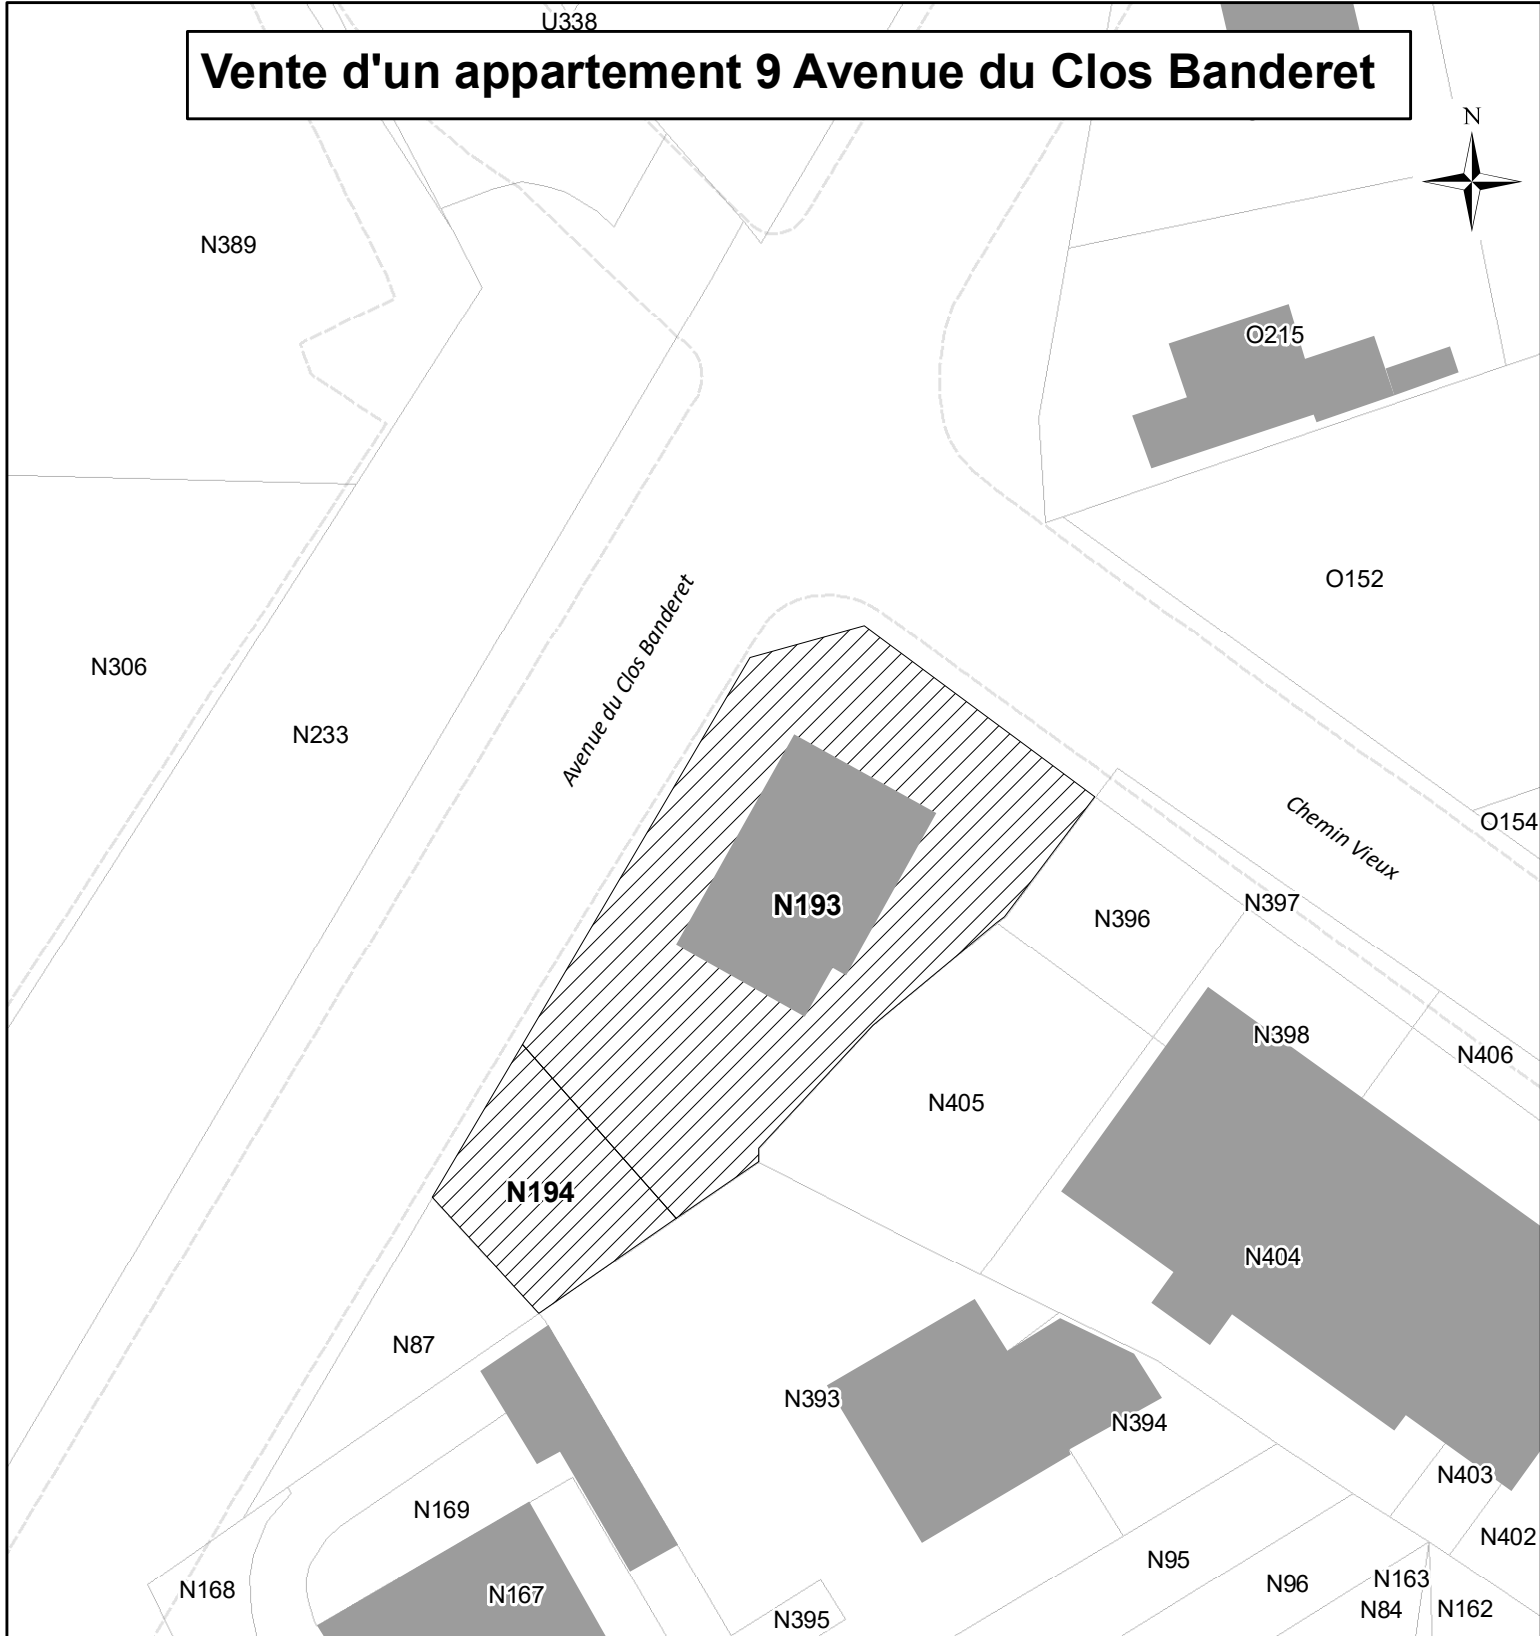 U338
Vente d'un appartement 9 Avenue du Clos Banderet
N
N389
O215
O152
Avenue du Clos Banderet
N306
N233
O154
Chemin Vieux
N193
N397
N396
N398
N406
N405
N194
N404
N87
N393
N394
N403
N169
N402
N95
N96
N163
N168
N167
N84
N162
N395